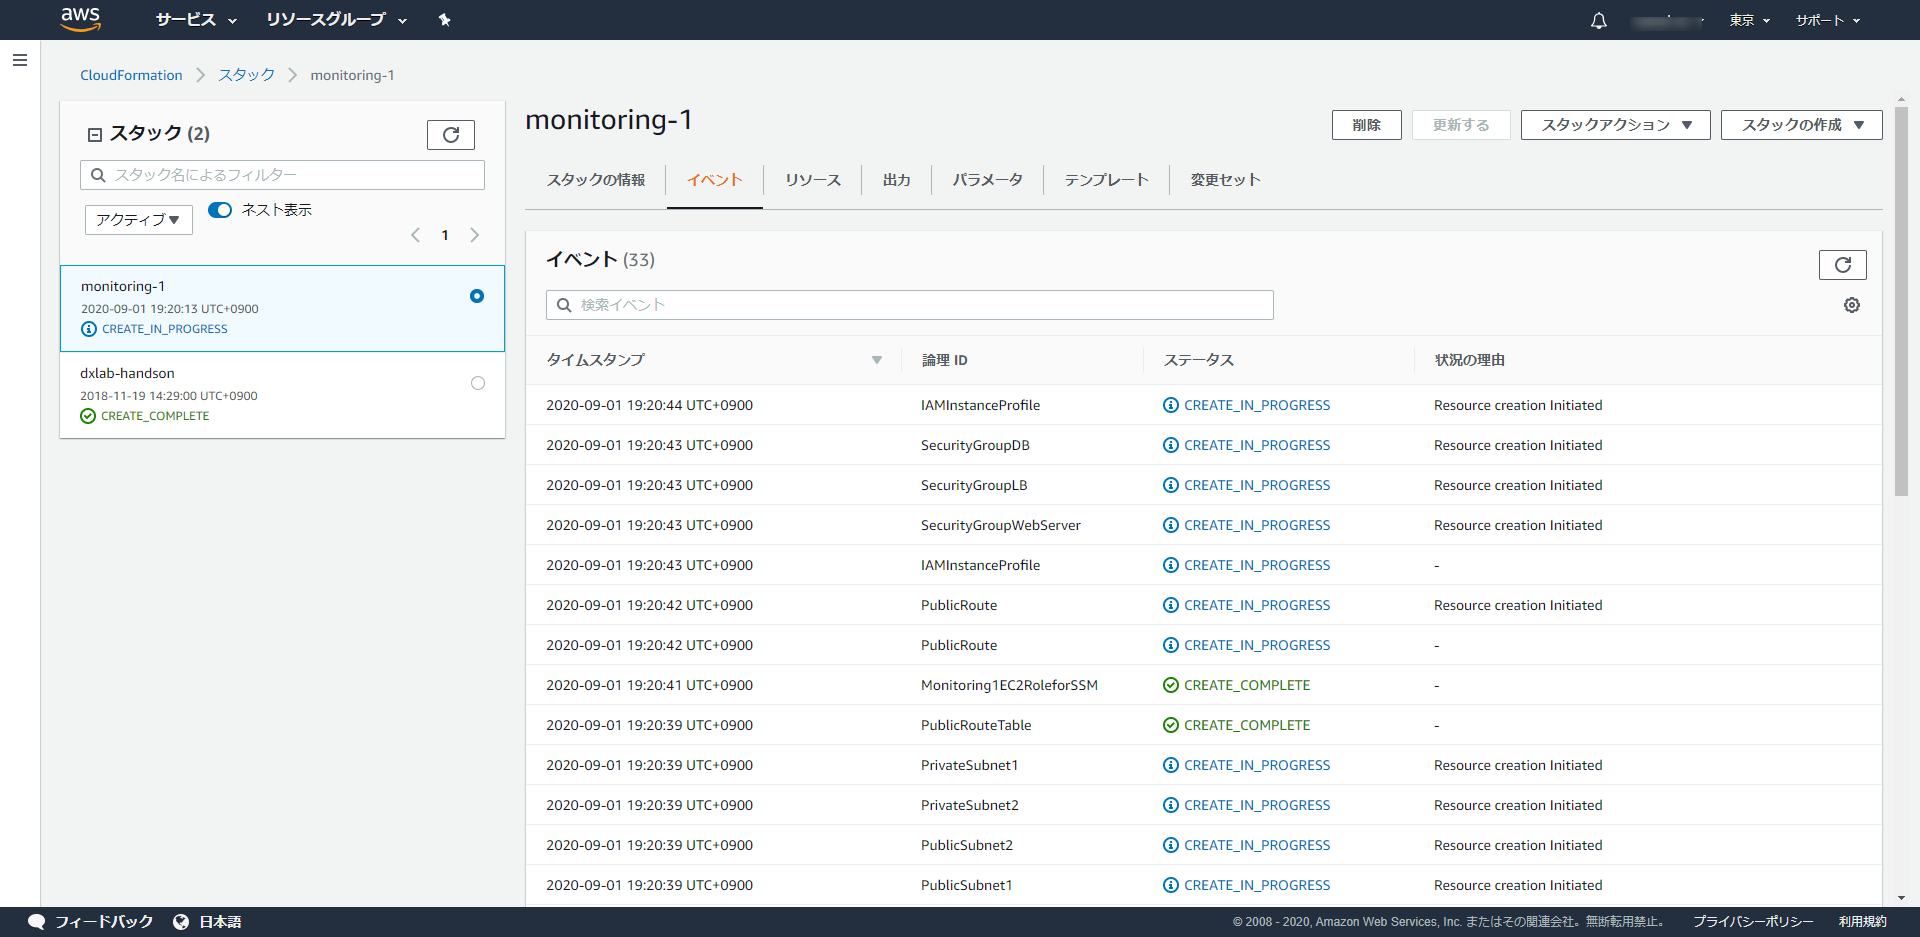 aws サービス リソースグループ 東京 サポート
CloudFormation スタック monitoring-1
スタック (2)
スタック名によるフィルター
アクティブ▼ ネスト表示
1
monitoring-1
2020-09-01 19:20:13 UTC+0900
CREATE_IN_PROGRESS
dxlab-handson
2018-11-19 14:29:00 UTC+0900
CREATE_COMPLETE
monitoring-1
削除 更新する スタックアクション ▼ スタックの作成 ▼
スタックの情報 イベント リソース 出力 パラメータ テンプレート 変更セット
イベント (33)
検索イベント
タイムスタンプ ▼ 論理 ID ステータス 状況の理由
2020-09-01 19:20:44 UTC+0900 IAMInstanceProfile CREATE_IN_PROGRESS Resource creation Initiated
2020-09-01 19:20:43 UTC+0900 SecurityGroupDB CREATE_IN_PROGRESS Resource creation Initiated
2020-09-01 19:20:43 UTC+0900 SecurityGroupLB CREATE_IN_PROGRESS Resource creation Initiated
2020-09-01 19:20:43 UTC+0900 SecurityGroupWebServer CREATE_IN_PROGRESS Resource creation Initiated
2020-09-01 19:20:43 UTC+0900 IAMInstanceProfile CREATE_IN_PROGRESS -
2020-09-01 19:20:42 UTC+0900 PublicRoute CREATE_IN_PROGRESS Resource creation Initiated
2020-09-01 19:20:42 UTC+0900 PublicRoute CREATE_IN_PROGRESS -
2020-09-01 19:20:41 UTC+0900 Monitoring1EC2RoleforSSM CREATE_COMPLETE -
2020-09-01 19:20:39 UTC+0900 PublicRouteTable CREATE_COMPLETE -
2020-09-01 19:20:39 UTC+0900 PrivateSubnet1 CREATE_IN_PROGRESS Resource creation Initiated
2020-09-01 19:20:39 UTC+0900 PrivateSubnet2 CREATE_IN_PROGRESS Resource creation Initiated
2020-09-01 19:20:39 UTC+0900 PublicSubnet2 CREATE_IN_PROGRESS Resource creation Initiated
2020-09-01 19:20:39 UTC+0900 PublicSubnet1 CREATE_IN_PROGRESS Resource creation Initiated
フィードバック 日本語 © 2008 - 2020, Amazon Web Services, Inc. またはその関連会社。無断転用禁止。 プライバシーポリシー 利用規約